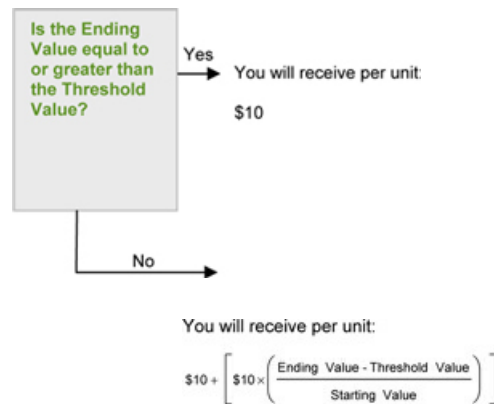 Is the Ending
Value equal to
or greater than
the Threshold
Value?
Yes
You will receive per unit:
$10
No
You will receive per unit:
$10 + [ $10 × ( Ending Value - Threshold Value
Starting Value ) ]